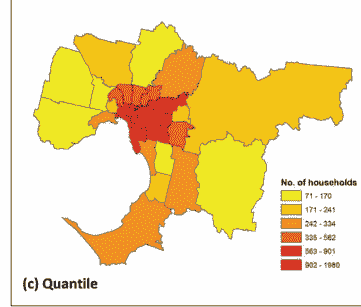 No. of households
71 - 170
171 - 241
242 - 334
335 - 562
563 - 901
902 - 1980
(c) Quantile